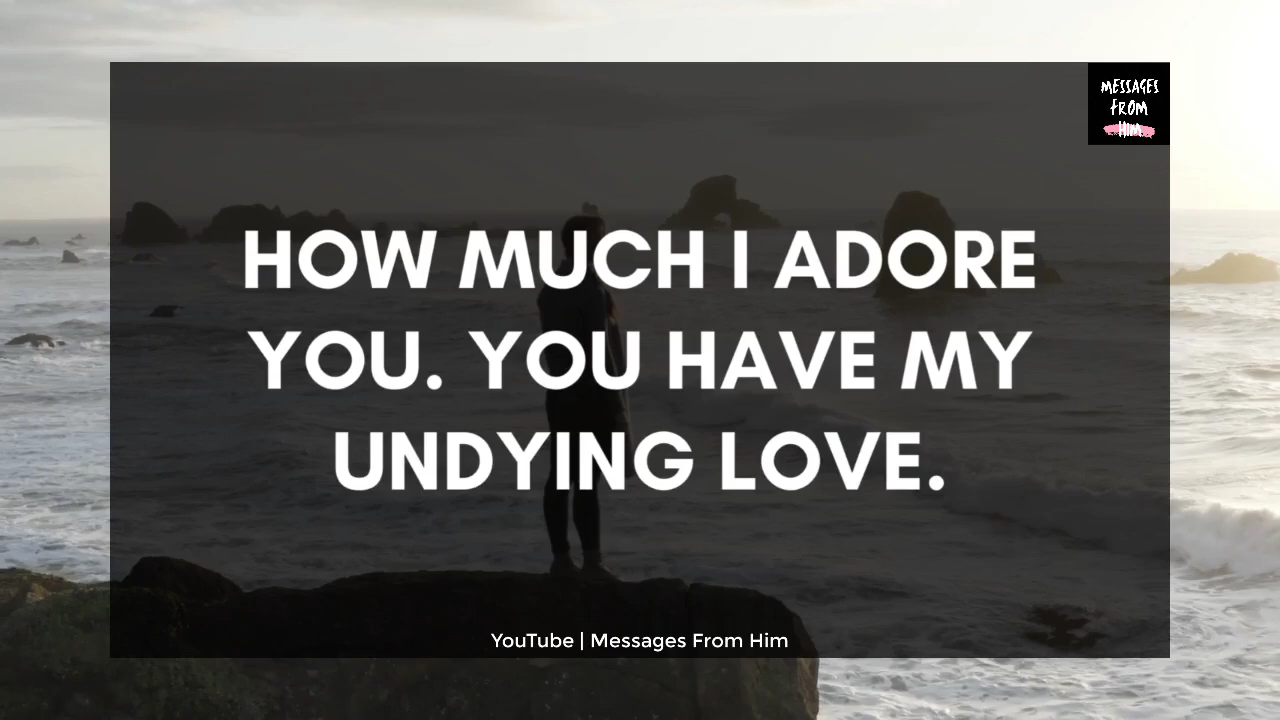 MESSAGES
FROM
HIM
HOW MUCH I ADORE
YOU. YOU HAVE MY
UNDYING LOVE.
YouTube | Messages From Him